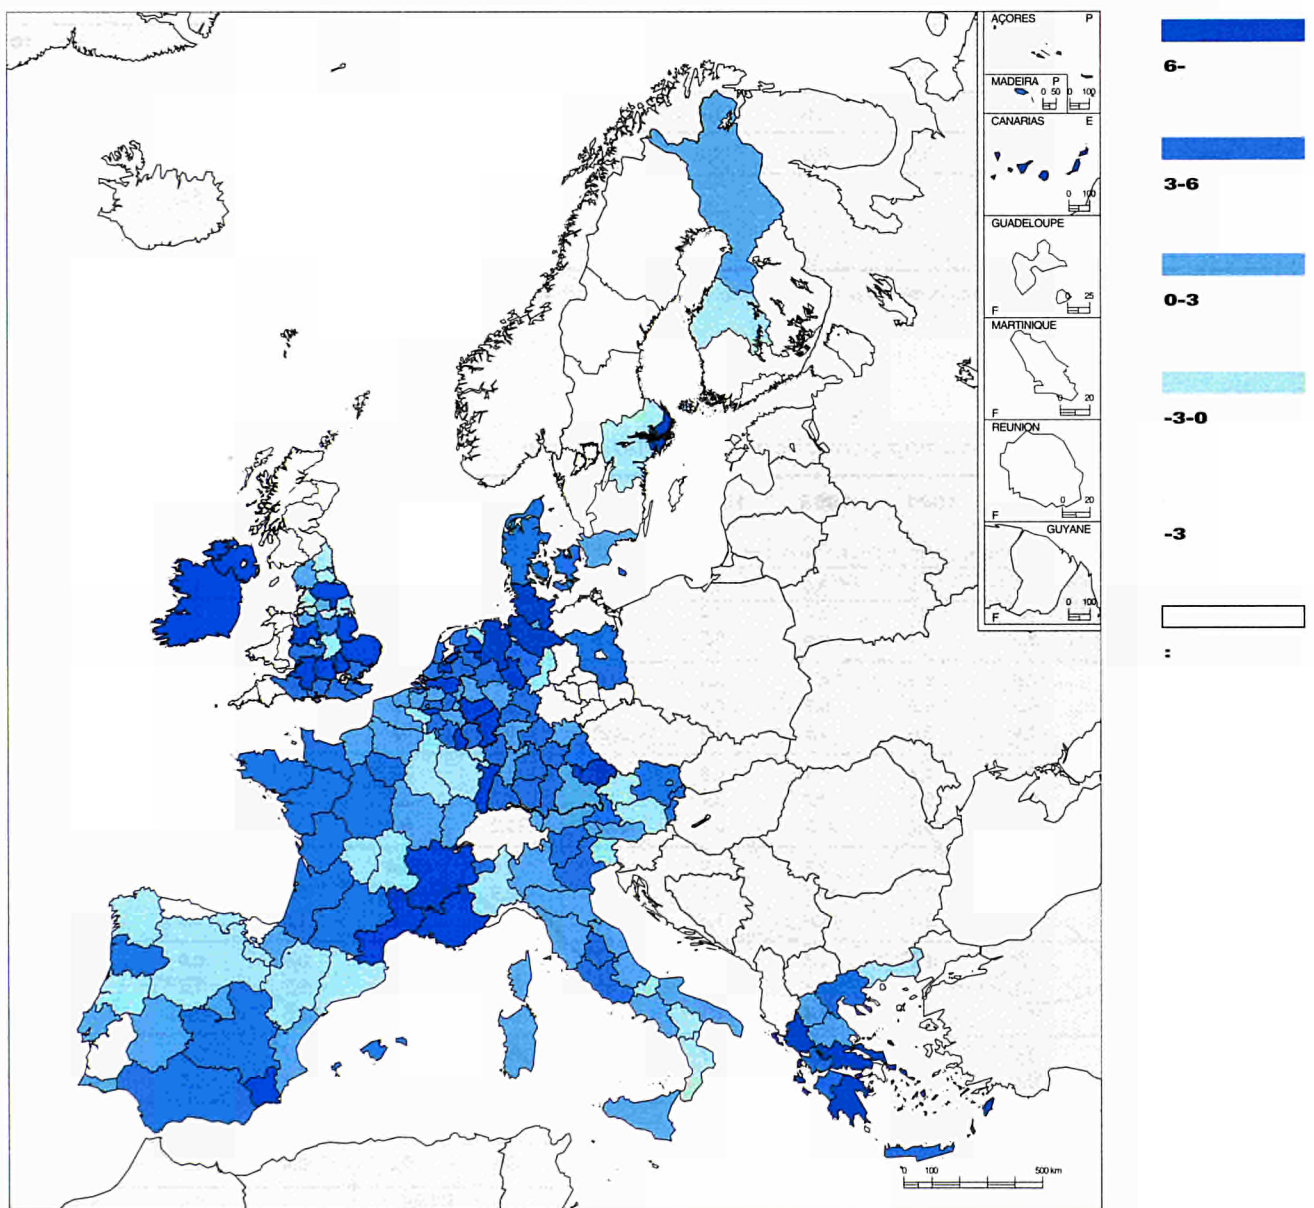 AÇORES P
MADEIRA P
0 50 0 100
CANARIAS E
0 100
GUADELOUPE
0 25
F
MARTINIQUE
0 20
F
REUNION
0 20
F
GUYANE
0 100
F
6-
3-6
0-3
-3-0
-3
:
0 100 500 km